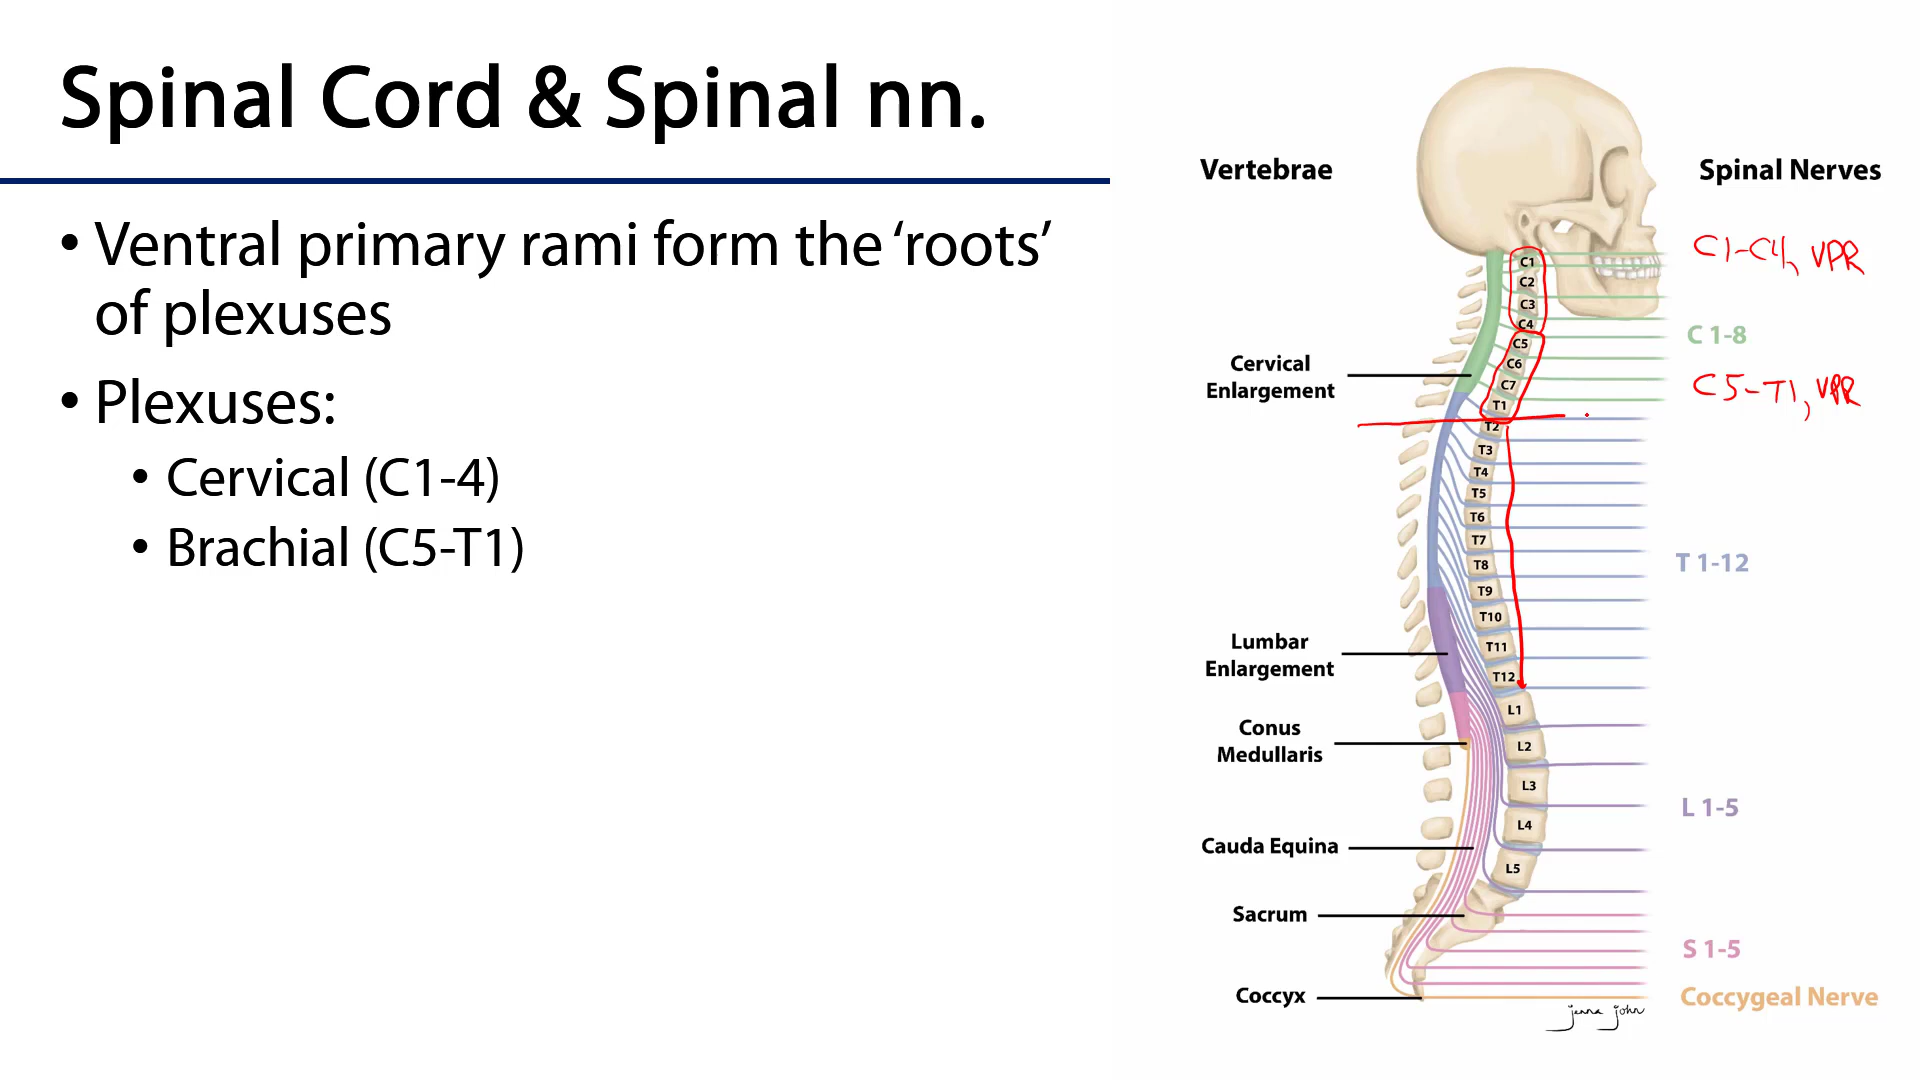 Spinal Cord & Spinal nn.
• Ventral primary rami form the ‘roots’
of plexuses
• Plexuses:
• Cervical (C1-4)
• Brachial (C5-T1)
Vertebrae
Spinal Nerves
C1-C4, VPR
C 1-8
C5-T1, VPR
T 1-12
L 1-5
S 1-5
Coccygeal Nerve
Cervical
Enlargement
Lumbar
Enlargement
Conus
Medullaris
Cauda Equina
Sacrum
Coccyx
C1
C2
C3
C4
C5
C6
C7
T1
T2
T3
T4
T5
T6
T7
T8
T9
T10
T11
T12
L1
L2
L3
L4
L5
jenna john